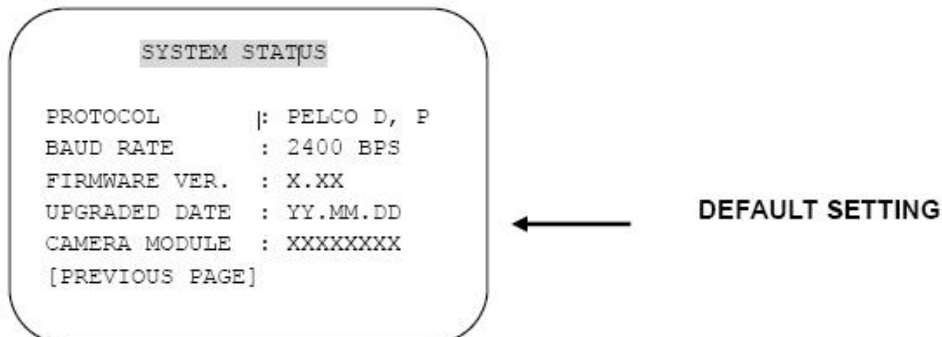 SYSTEM STATUS
PROTOCOL : PELCO D, P
BAUD RATE : 2400 BPS
FIRMWARE VER. : X.XX
UPGRADED DATE : YY.MM.DD
CAMERA MODULE : XXXXXXXX
[PREVIOUS PAGE]
DEFAULT SETTING